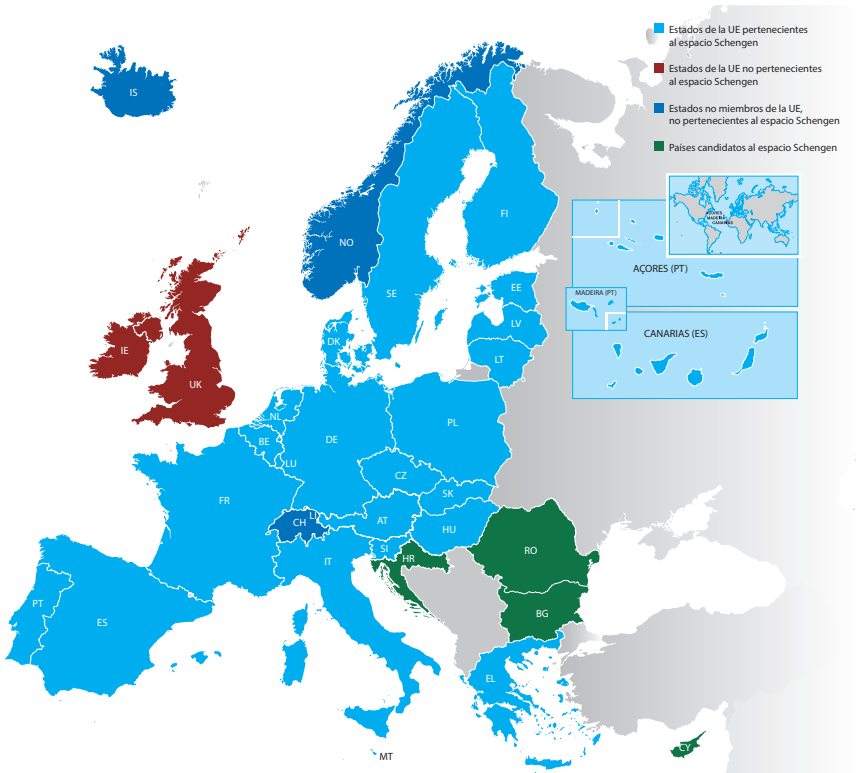 Estados de la UE pertenecientes
al espacio Schengen
Estados de la UE no pertenecientes
al espacio Schengen
Estados no miembros de la UE,
no pertenecientes al espacio Schengen
Países candidatos al espacio Schengen
IS
NO
SE
FI
EE
LV
LT
DK
IE
UK
NL
BE
LU
DE
PL
CZ
SK
FR
CH
LI
AT
HU
SI
HR
RO
IT
BG
PT
ES
EL
MT
CY
AÇORES
MADEIRA
CANARIAS
AÇORES (PT)
MADEIRA (PT)
CANARIAS (ES)